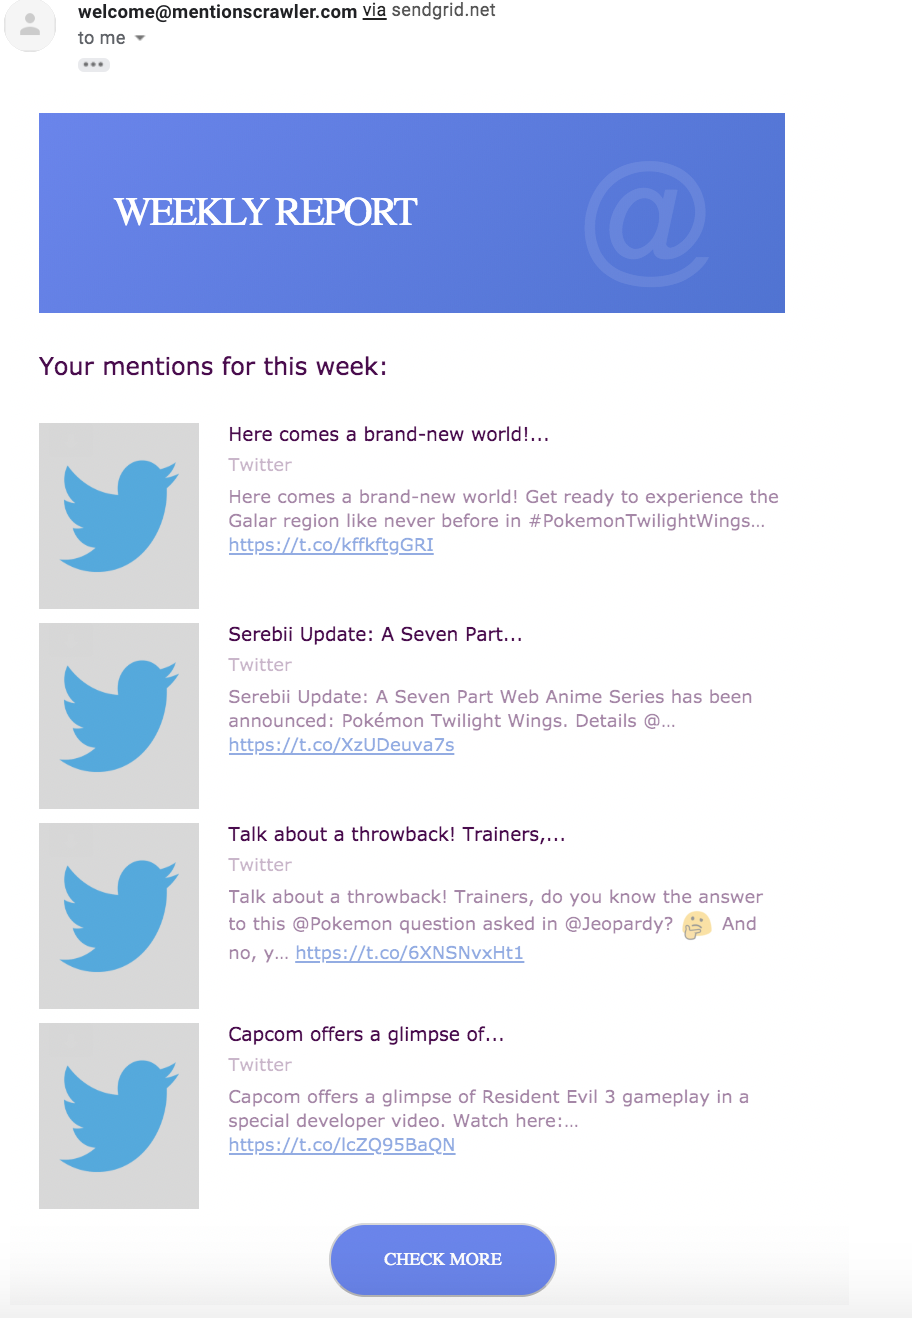 welcome@mentionscrawler.com via sendgrid.net
to me
WEEKLY REPORT
@
Your mentions for this week:
Here comes a brand-new world!...
Twitter
Here comes a brand-new world! Get ready to experience the
Galar region like never before in #PokemonTwilightWings…
https://t.co/kffkftgGRI
Serebii Update: A Seven Part...
Twitter
Serebii Update: A Seven Part Web Anime Series has been
announced: Pokémon Twilight Wings. Details @…
https://t.co/XzUDeuva7s
Talk about a throwback! Trainers,...
Twitter
Talk about a throwback! Trainers, do you know the answer
to this @Pokemon question asked in @Jeopardy? 🤔 And
no, y… https://t.co/6XNSNvxHt1
Capcom offers a glimpse of...
Twitter
Capcom offers a glimpse of Resident Evil 3 gameplay in a
special developer video. Watch here:…
https://t.co/lcZQ95BaQN
CHECK MORE